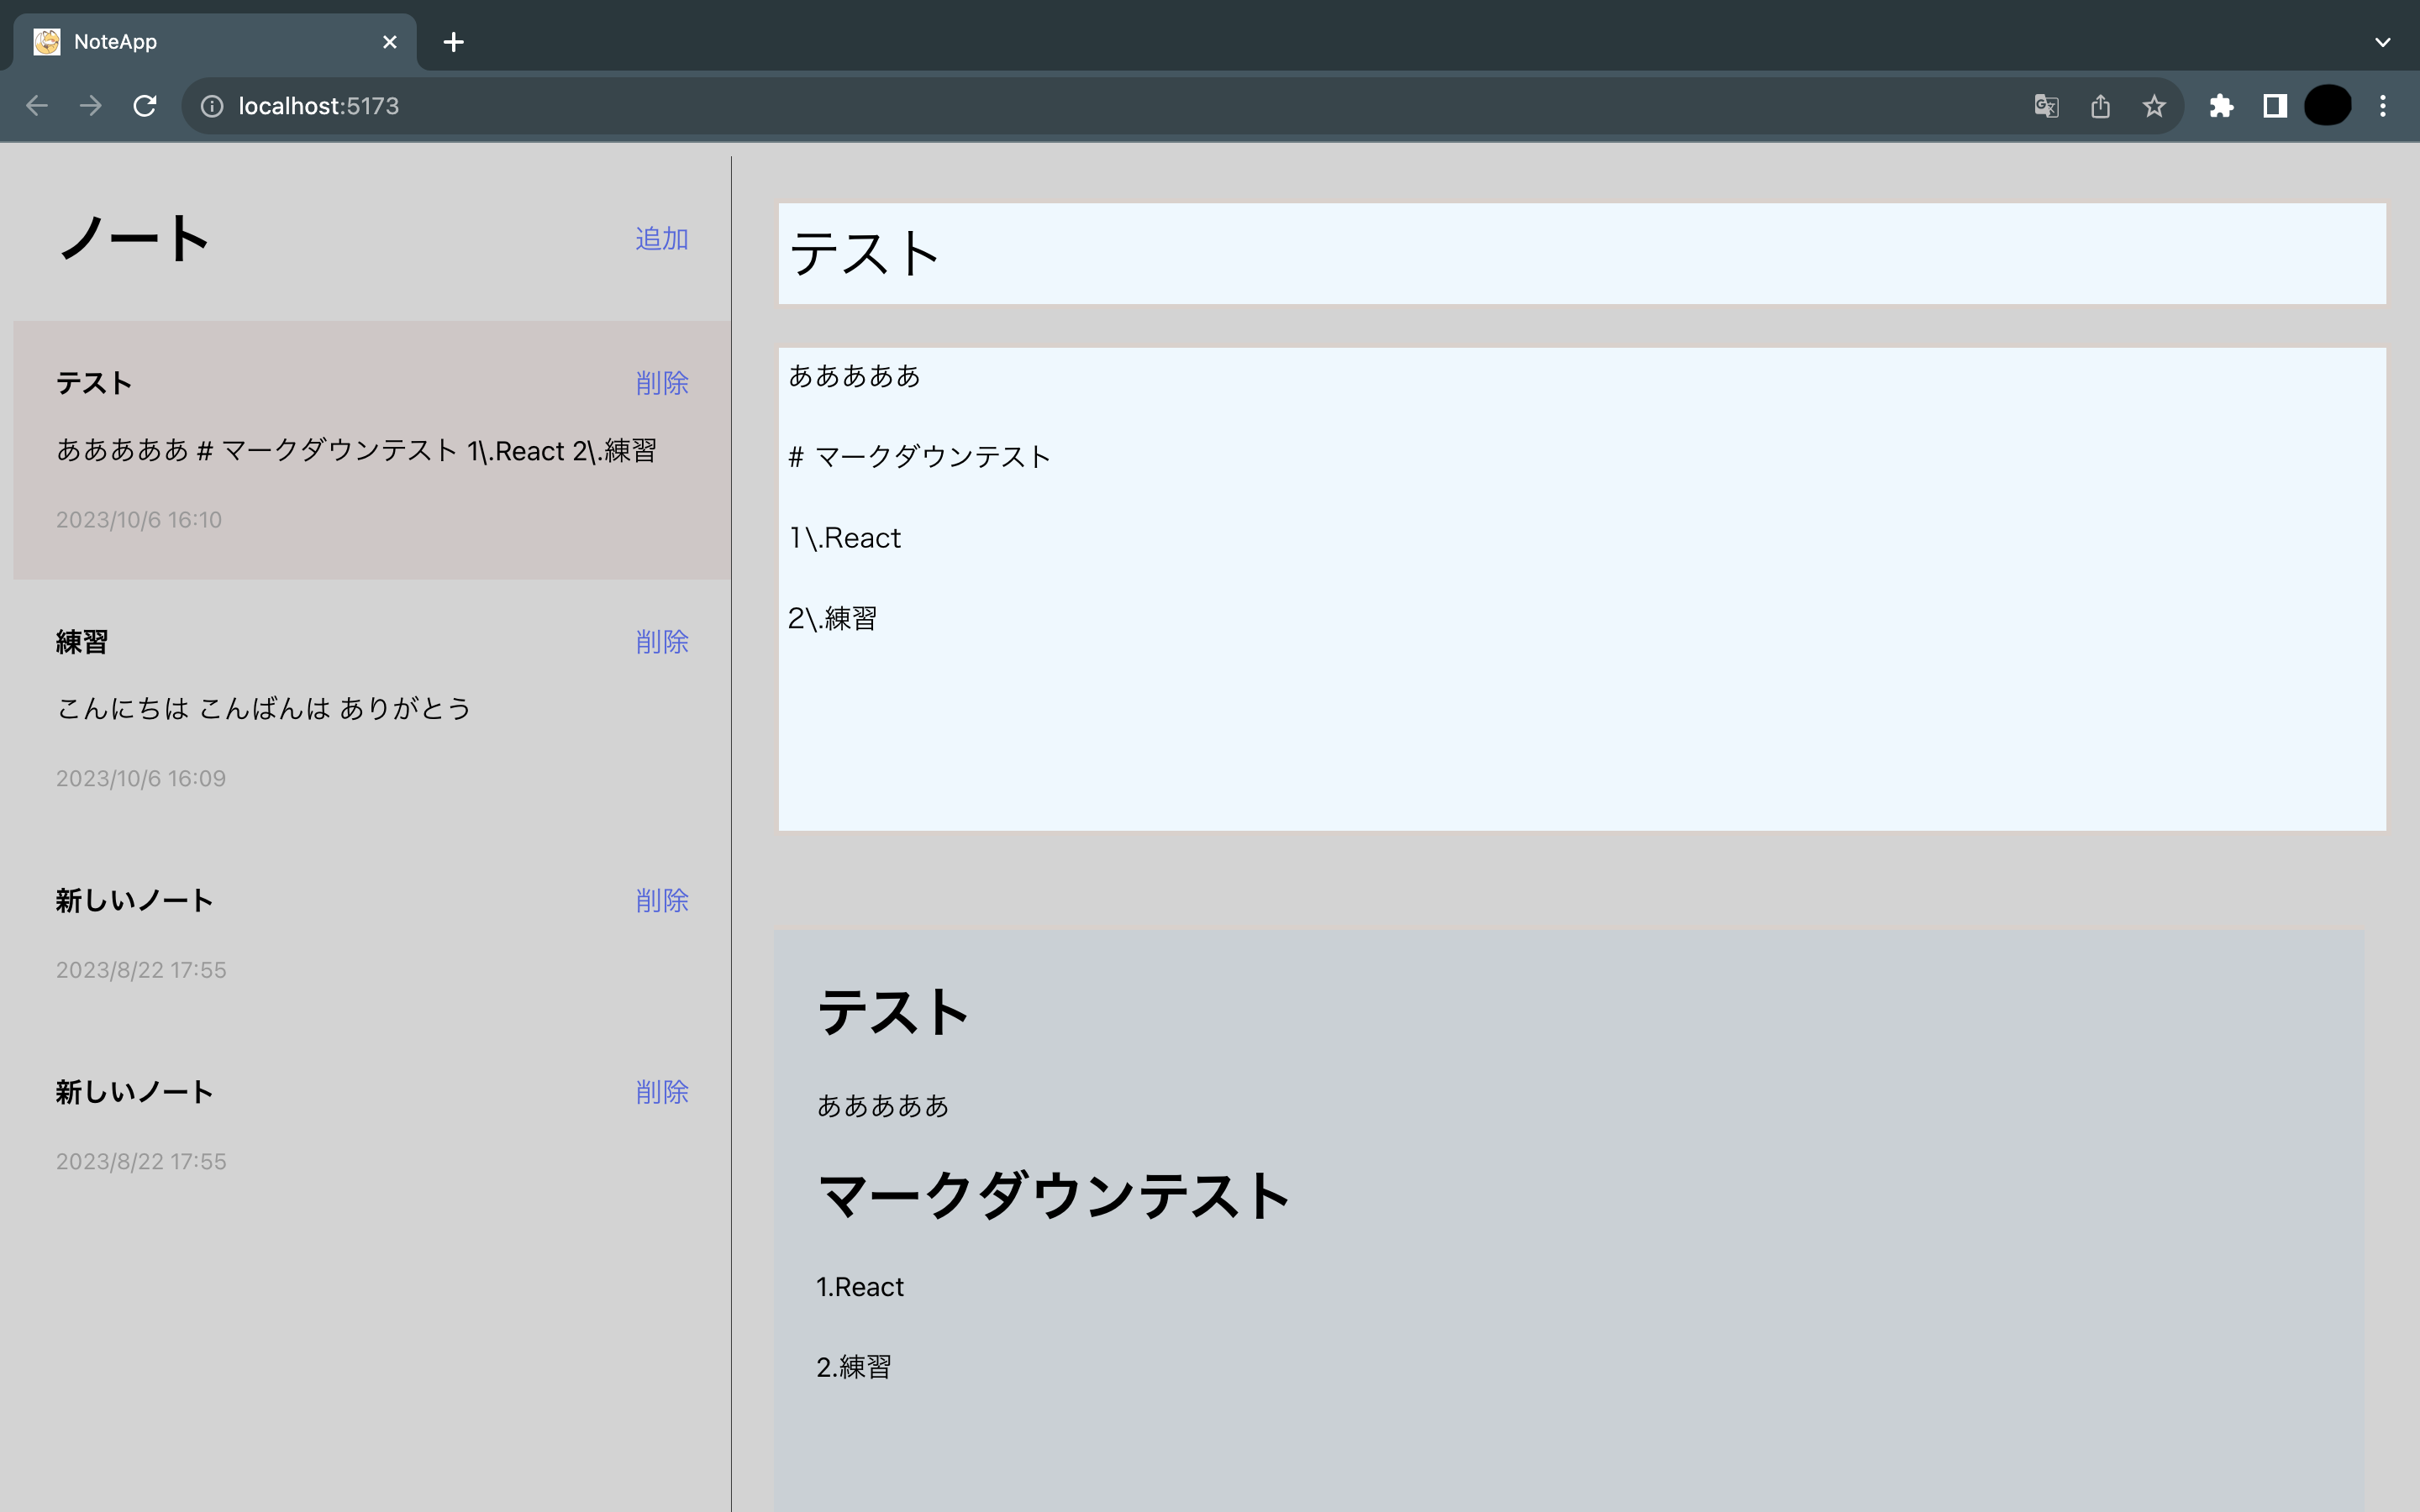 NoteApp
localhost:5173
ノート
追加
テスト
削除
あああああ # マークダウンテスト 1\.React 2\.練習
2023/10/6 16:10
練習
削除
こんにちは こんばんは ありがとう
2023/10/6 16:09
新しいノート
削除
2023/8/22 17:55
新しいノート
削除
2023/8/22 17:55
テスト
あああああ
# マークダウンテスト
1\.React
2\.練習
テスト
あああああ
マークダウンテスト
1.React
2.練習